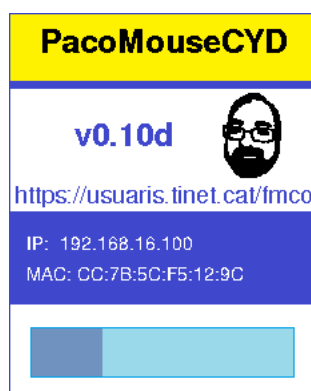 PacoMouseCYD
v0.10d
https://usuaris.tinet.cat/fmco
IP: 192.168.16.100
MAC: CC:7B:5C:F5:12:9C